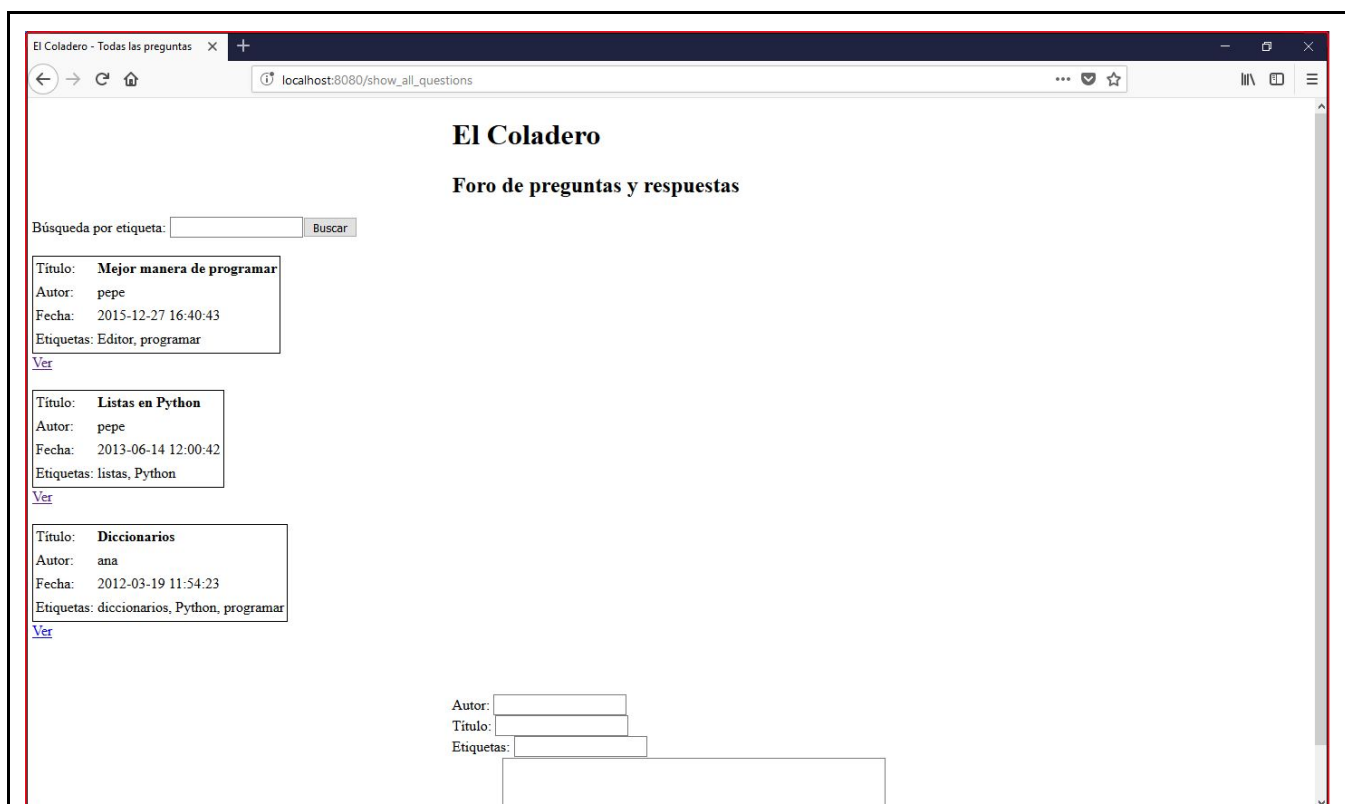 El Coladero - Todas las preguntas
localhost:8080/show_all_questions
El Coladero
Foro de preguntas y respuestas
Búsqueda por etiqueta: Buscar
Título: Mejor manera de programar
Autor: pepe
Fecha: 2015-12-27 16:40:43
Etiquetas: Editor, programar
Ver
Título: Listas en Python
Autor: pepe
Fecha: 2013-06-14 12:00:42
Etiquetas: listas, Python
Ver
Título: Diccionarios
Autor: ana
Fecha: 2012-03-19 11:54:23
Etiquetas: diccionarios, Python, programar
Ver
Autor:
Título:
Etiquetas: